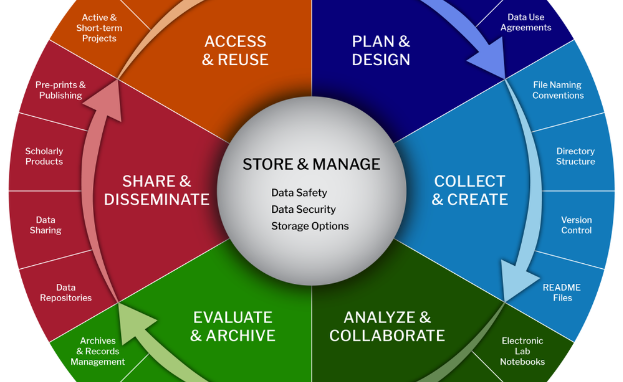 Active &
Short-term
Projects
ACCESS
& REUSE
PLAN &
DESIGN
Data Use
Agreements
Pre-prints &
Publishing
File Naming
Conventions
Scholarly
Products
Directory
Structure
STORE & MANAGE
Data Safety
Data Security
Storage Options
SHARE &
DISSEMINATE
COLLECT
& CREATE
Data
Sharing
Version
Control
Data
Repositories
README
Files
EVALUATE
& ARCHIVE
ANALYZE &
COLLABORATE
Archives
& Records
Management
Electronic
Lab
Notebooks